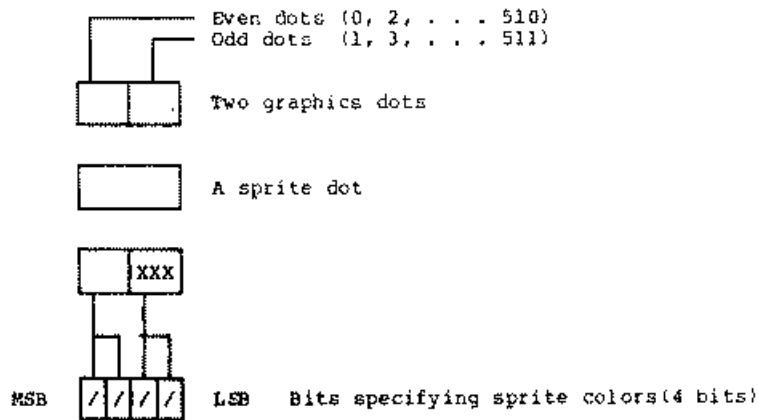 Even dots (0, 2, . . . 510)
Odd dots (1, 3, . . . 511)
Two graphics dots
A sprite dot
XXX
MSB / / / / LSB Bits specifying sprite colors(4 bits)